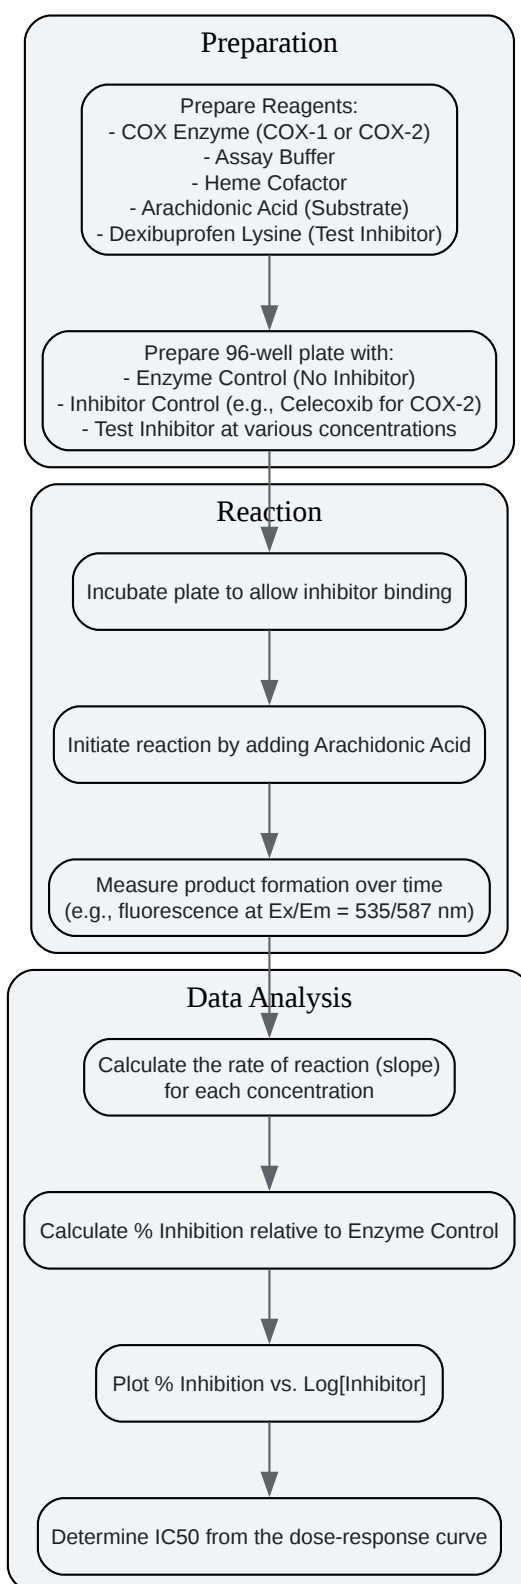 Preparation
Prepare Reagents:
- COX Enzyme (COX-1 or COX-2)
- Assay Buffer
- Heme Cofactor
- Arachidonic Acid (Substrate)
- Dexibuprofen Lysine (Test Inhibitor)
Prepare 96-well plate with:
- Enzyme Control (No Inhibitor)
- Inhibitor Control (e.g., Celecoxib for COX-2)
- Test Inhibitor at various concentrations
Reaction
Incubate plate to allow inhibitor binding
Initiate reaction by adding Arachidonic Acid
Measure product formation over time
(e.g., fluorescence at Ex/Em = 535/587 nm)
Data Analysis
Calculate the rate of reaction (slope)
for each concentration
Calculate % Inhibition relative to Enzyme Control
Plot % Inhibition vs. Log[Inhibitor]
Determine IC50 from the dose-response curve